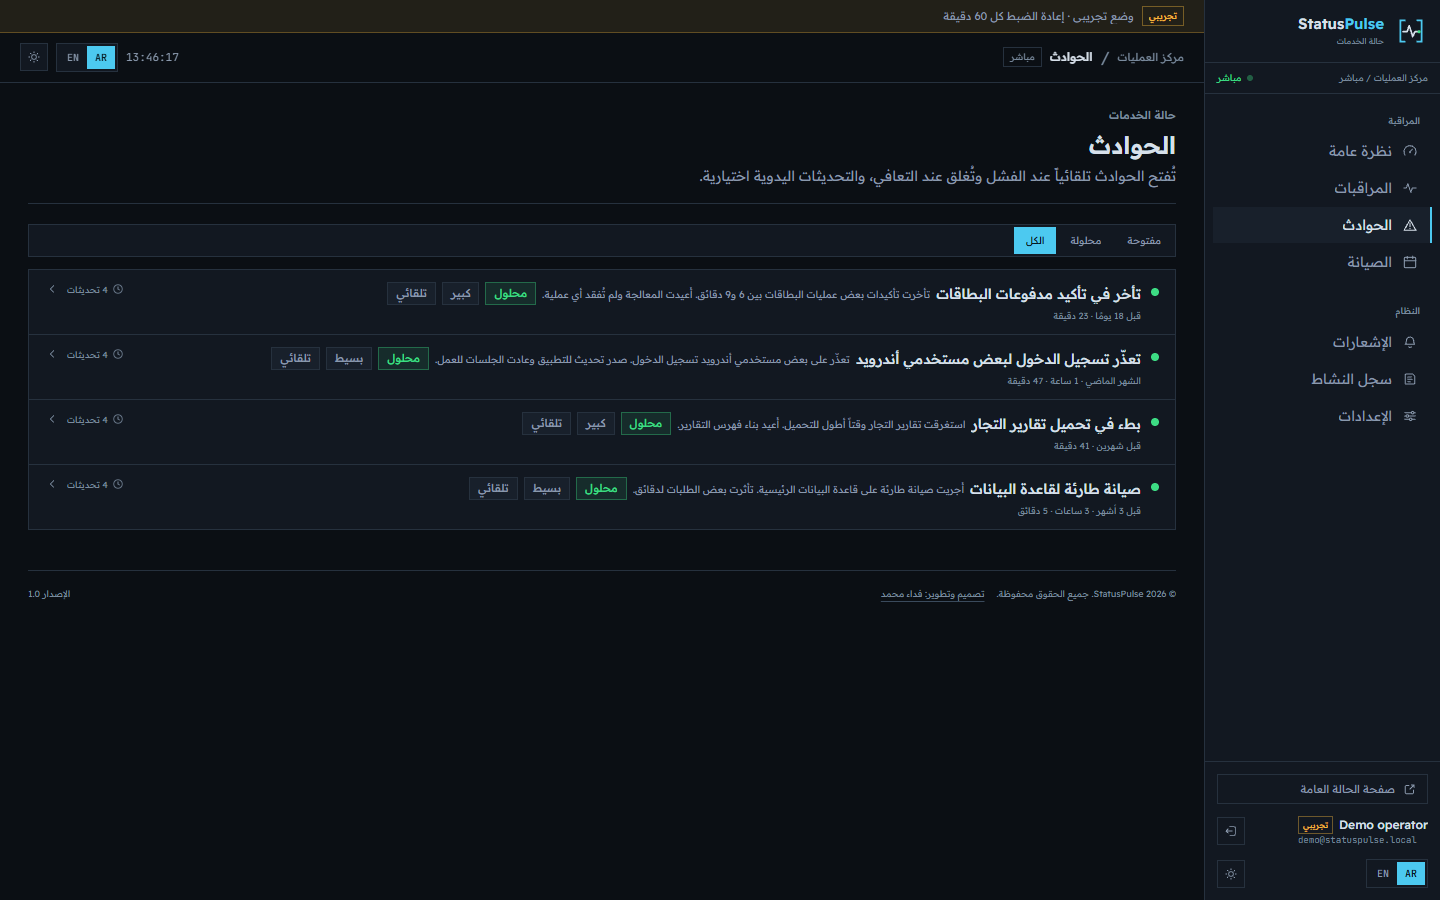 StatusPulse
حالة الخدمات
مركز العمليات / مباشر
مباشر
المراقبة
نظرة عامة
المراقبات
الحوادث
الصيانة
النظام
الإشعارات
سجل النشاط
الإعدادات
صفحة الحالة العامة
Demo operator تجريبي
demo@statuspulse.local
AR EN
تجريبي وضع تجريبي · إعادة الضبط كل 60 دقيقة
مركز العمليات / الحوادث مباشر
13:46:17 AR EN
حالة الخدمات
الحوادث
تُفتح الحوادث تلقائياً عند الفشل وتُغلق عند التعافي، والتحديثات اليدوية اختيارية.
مفتوحة محلولة الكل
تأخر في تأكيد مدفوعات البطاقات تأخرت تأكيدات بعض عمليات البطاقات بين 6 و9 دقائق. أعيدت المعالجة ولم تُفقد أي عملية. محلول كبير تلقائي 4 تحديثات
قبل 18 يومًا · 23 دقيقة
تعذّر تسجيل الدخول لبعض مستخدمي أندرويد تعذّر على بعض مستخدمي أندرويد تسجيل الدخول. صدر تحديث للتطبيق وعادت الجلسات للعمل. محلول بسيط تلقائي 4 تحديثات
الشهر الماضي · 1 ساعة · 47 دقيقة
بطء في تحميل تقارير التجار استغرقت تقارير التجار وقتاً أطول للتحميل. أعيد بناء فهرس التقارير. محلول كبير تلقائي 4 تحديثات
قبل شهرين · 41 دقيقة
صيانة طارئة لقاعدة البيانات أجريت صيانة طارئة على قاعدة البيانات الرئيسية. تأثرت بعض الطلبات لدقائق. محلول بسيط تلقائي 4 تحديثات
قبل 3 أشهر · 3 ساعات · 5 دقائق
© 2026 StatusPulse. جميع الحقوق محفوظة. تصميم وتطوير: فداء محمد
الإصدار 1.0